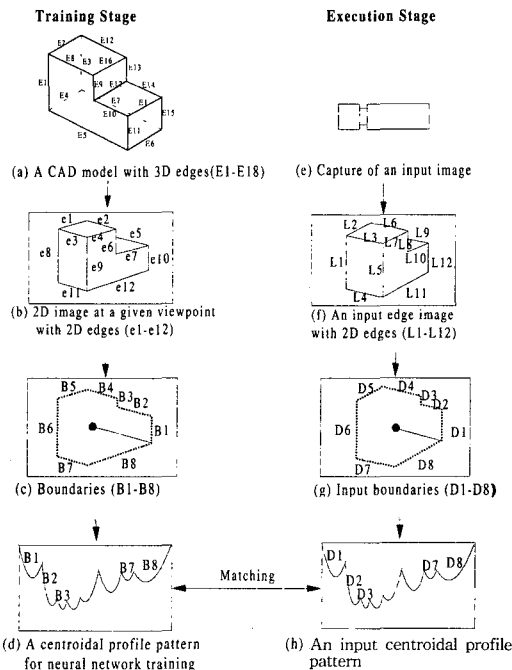 Training Stage
Execution Stage
E2 E12
E8 E3 E16 E13
E1 E9 E14
E4 E7 E1 E15
E10
E5 E11 E6
(a) A CAD model with 3D edges(E1-E18)
(e) Capture of an input image
e1 e2
e3 e4 e5
e6
e8 e7 e10
e9
e11 e12
(b) 2D image at a given viewpoint
with 2D edges (e1-e12)
L2 L6
L3 L7 L8 L9
L1 L10
L5 L12
L4 L11
(f) An input edge image
with 2D edges (L1-L12)
B5 B4
B3
B2
B6 B1
B7 B8
(c) Boundaries (B1-B8)
D5 D4
D3
D2
D6 D1
D7 D8
(g) Input boundaries (D1-D8)
B1 B7 B8
B2
B3
Matching
D1 D7 D8
D2
D3
(d) A centroidal profile pattern
for neural network training
(h) An input centroidal profile
pattern